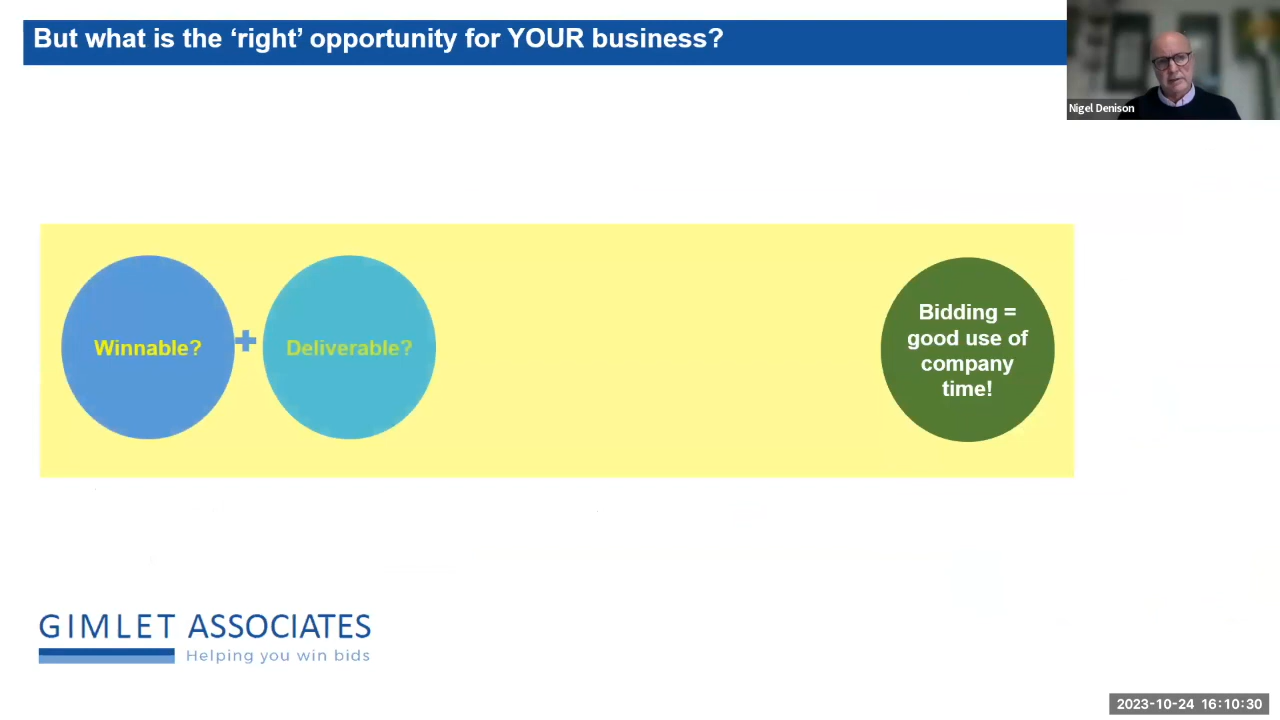 But what is the ‘right’ opportunity for YOUR business?
Nigel Denison
Winnable?
+
Deliverable?
Bidding =
good use of
company
time!
GIMLET ASSOCIATES
Helping you win bids
2023-10-24 16:10:30